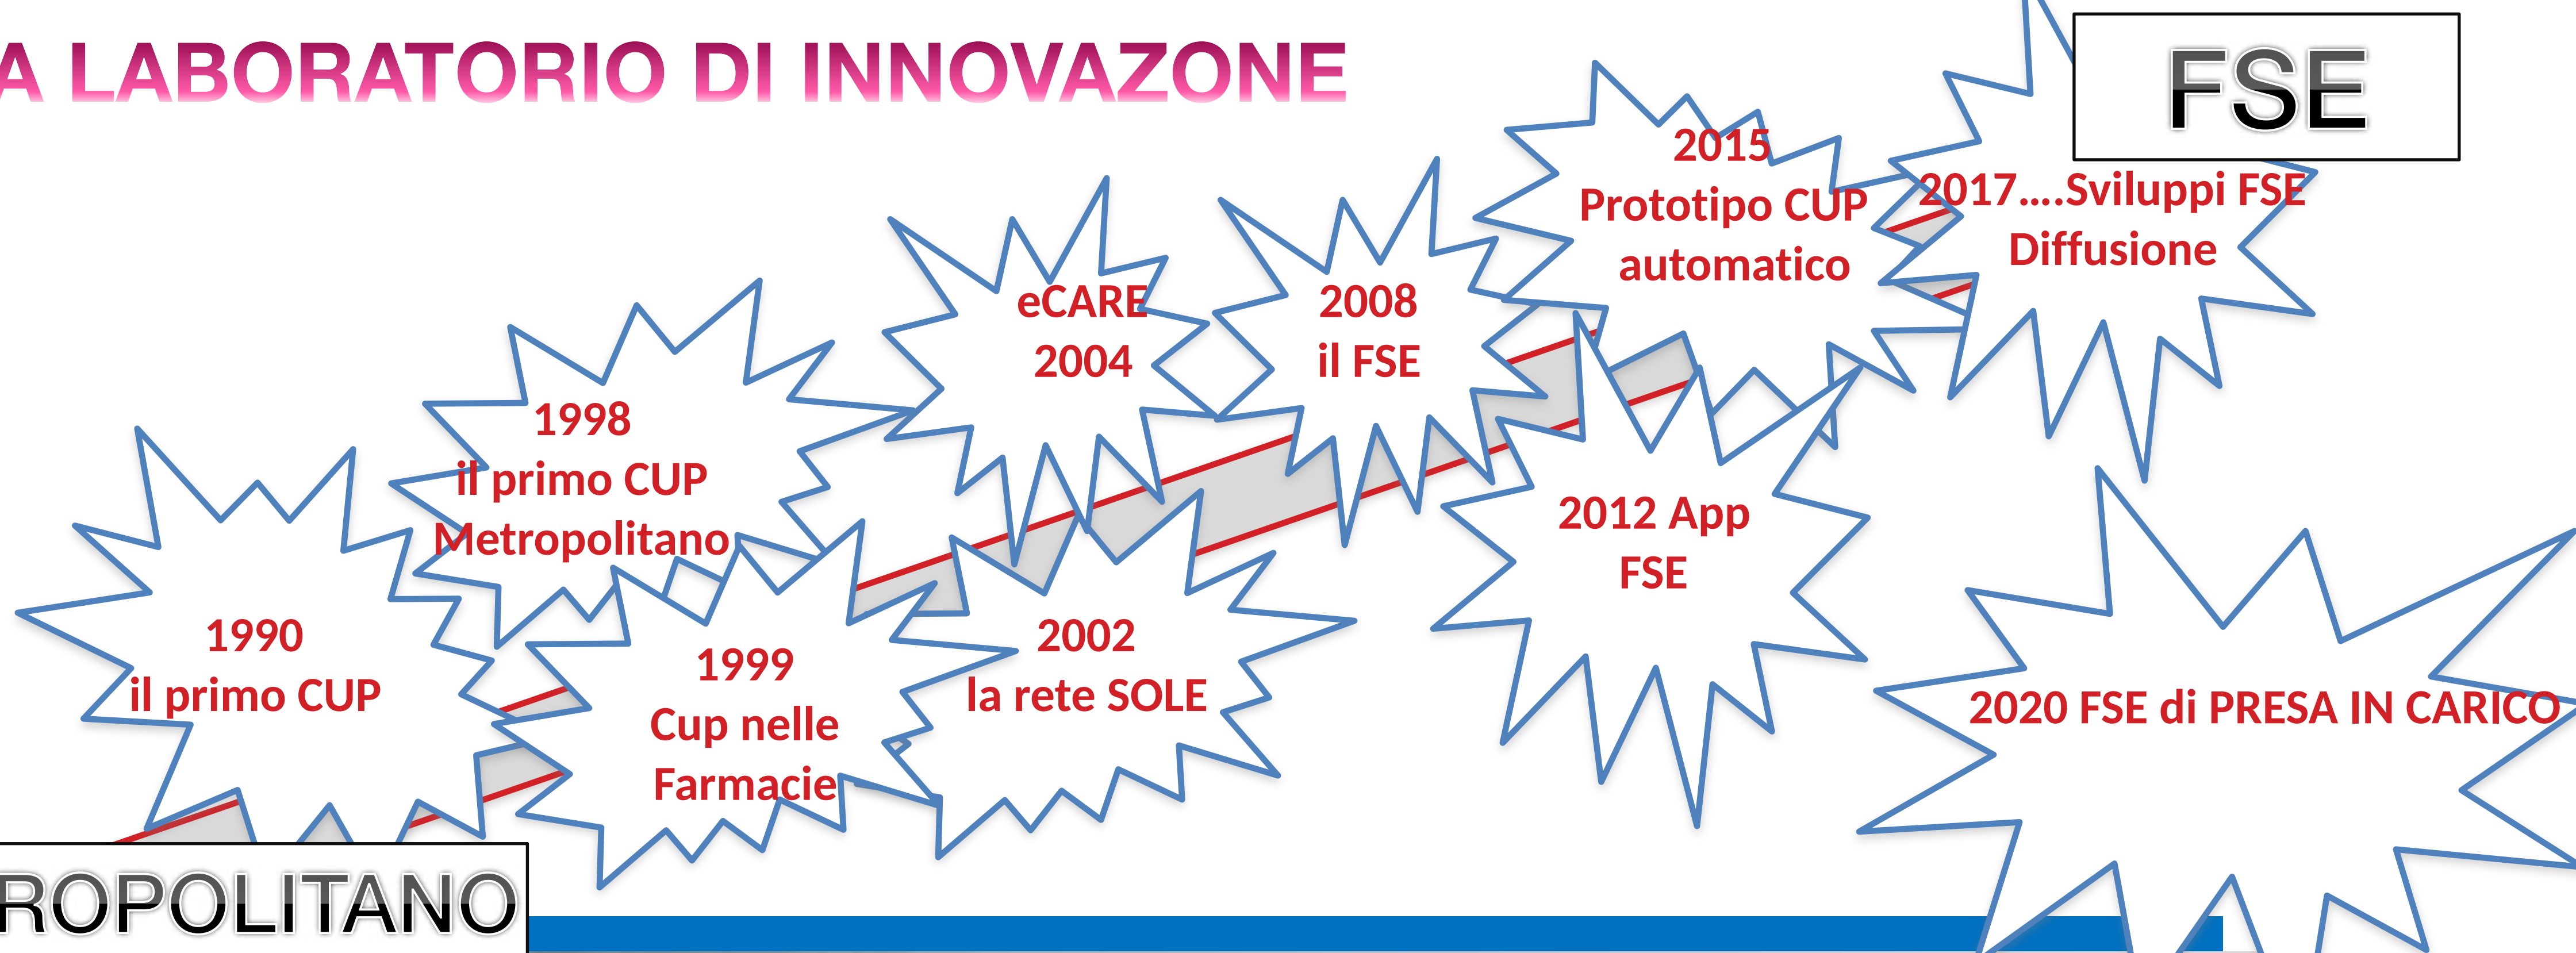 A LABORATORIO DI INNOVAZONE
FSE
2015
Prototipo CUP
automatico
2017....Sviluppi FSE
Diffusione
eCARE
2004
2008
il FSE
1998
il primo CUP
Metropolitano
2012 App
FSE
1990
il primo CUP
1999
Cup nelle
Farmacie
2002
la rete SOLE
2020 FSE di PRESA IN CARICO
ROPOLITANO